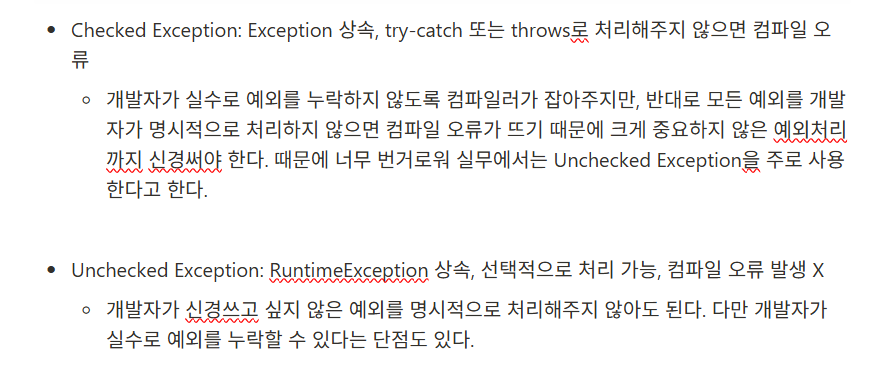 Checked Exception: Exception 상속, try-catch 또는 throws로 처리해주지 않으면 컴파일 오
류
개발자가 실수로 예외를 누락하지 않도록 컴파일러가 잡아주지만, 반대로 모든 예외를 개발
자가 명시적으로 처리하지 않으면 컴파일 오류가 뜨기 때문에 크게 중요하지 않은 예외처리
까지 신경써야 한다. 때문에 너무 번거로워 실무에서는 Unchecked Exception을 주로 사용
한다고 한다.
Unchecked Exception: RuntimeException 상속, 선택적으로 처리 가능, 컴파일 오류 발생 X
개발자가 신경쓰고 싶지 않은 예외를 명시적으로 처리해주지 않아도 된다. 다만 개발자가
실수로 예외를 누락할 수 있다는 단점도 있다.